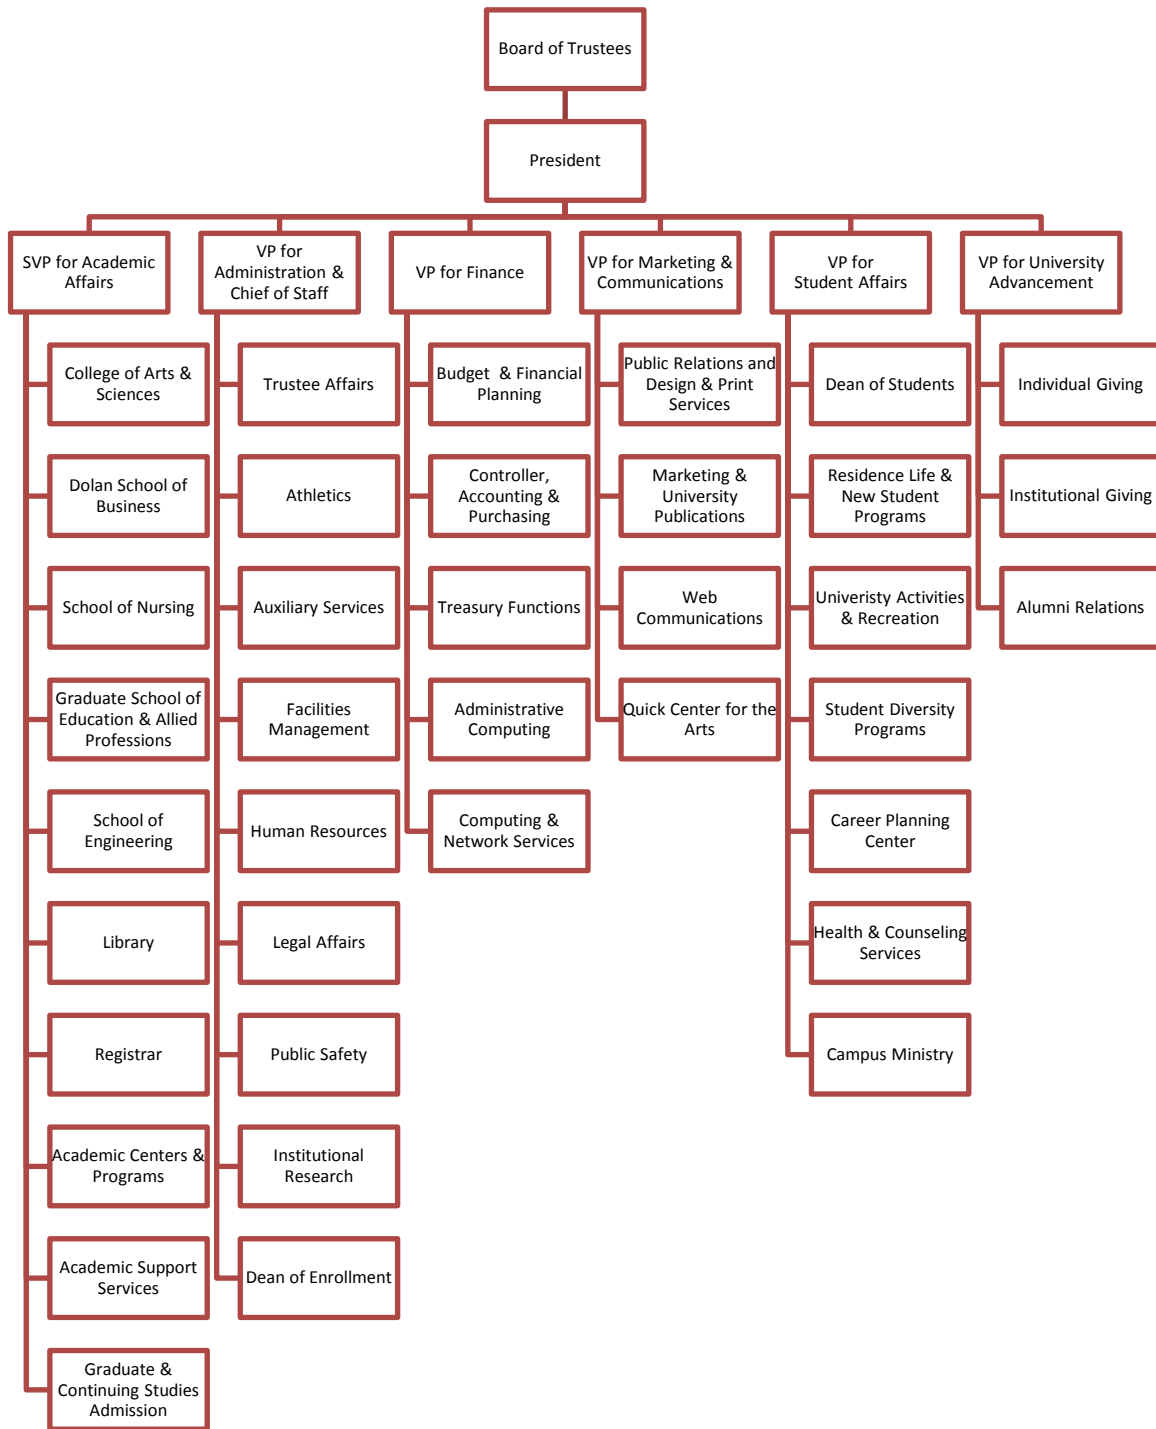 Board of Trustees
President
SVP for Academic
Affairs
College of Arts &
Sciences
Dolan School of
Business
School of Nursing
Graduate School of
Education & Allied
Professions
School of
Engineering
Library
Registrar
Academic Centers &
Programs
Academic Support
Services
Graduate &
Continuing Studies
Admission
VP for
Administration &
Chief of Staff
Trustee Affairs
Athletics
Auxiliary Services
Facilities
Management
Human Resources
Legal Affairs
Public Safety
Institutional
Research
Dean of Enrollment
VP for Finance
Budget & Financial
Planning
Controller,
Accounting &
Purchasing
Treasury Functions
Administrative
Computing
Computing &
Network Services
VP for Marketing &
Communications
Public Relations and
Design & Print
Services
Marketing &
University
Publications
Web
Communications
Quick Center for the
Arts
VP for
Student Affairs
Dean of Students
Residence Life &
New Student
Programs
Univeristy Activities
& Recreation
Student Diversity
Programs
Career Planning
Center
Health & Counseling
Services
Campus Ministry
VP for University
Advancement
Individual Giving
Institutional Giving
Alumni Relations